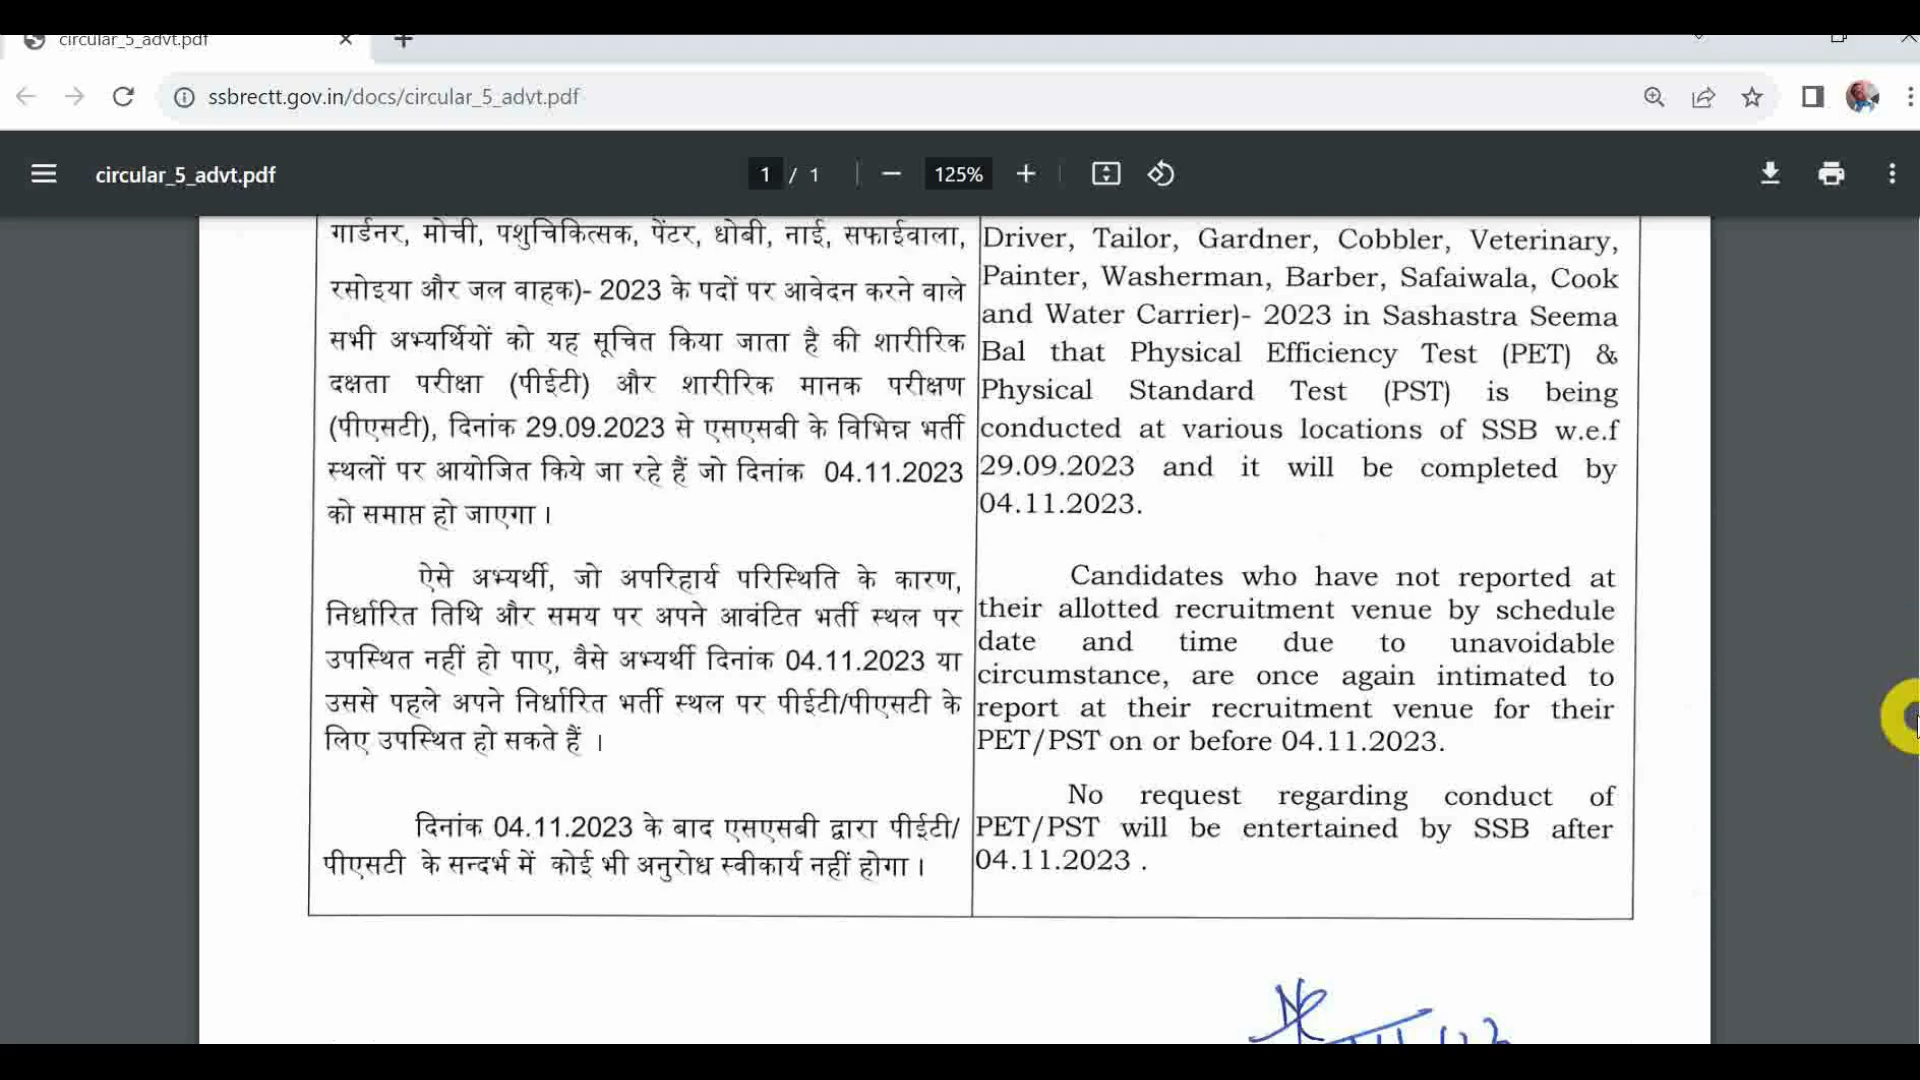 circular_5_advt.pdf
ssbrectt.gov.in/docs/circular_5_advt.pdf
circular_5_advt.pdf
1 / 1
125%
गार्डनर, मोची, पशुचिकित्सक, पेंटर, धोबी, नाई, सफाईवाला,
रसोइया और जल वाहक)- 2023 के पदों पर आवेदन करने वाले
सभी अभ्यर्थियों को यह सूचित किया जाता है की शारीरिक
दक्षता परीक्षा (पीईटी) और शारीरिक मानक परीक्षण
(पीएसटी), दिनांक 29.09.2023 से एसएसबी के विभिन्न भर्ती
स्थलों पर आयोजित किये जा रहे हैं जो दिनांक 04.11.2023
को समाप्त हो जाएगा ।
ऐसे अभ्यर्थी, जो अपरिहार्य परिस्थिति के कारण,
निर्धारित तिथि और समय पर अपने आवंटित भर्ती स्थल पर
उपस्थित नहीं हो पाए, वैसे अभ्यर्थी दिनांक 04.11.2023 या
उससे पहले अपने निर्धारित भर्ती स्थल पर पीईटी/पीएसटी के
लिए उपस्थित हो सकते हैं ।
दिनांक 04.11.2023 के बाद एसएसबी द्वारा पीईटी/
पीएसटी के सन्दर्भ में कोई भी अनुरोध स्वीकार्य नहीं होगा ।
Driver, Tailor, Gardner, Cobbler, Veterinary,
Painter, Washerman, Barber, Safaiwala, Cook
and Water Carrier)- 2023 in Sashastra Seema
Bal that Physical Efficiency Test (PET) &
Physical Standard Test (PST) is being
conducted at various locations of SSB w.e.f
29.09.2023 and it will be completed by
04.11.2023.
Candidates who have not reported at
their allotted recruitment venue by schedule
date and time due to unavoidable
circumstance, are once again intimated to
report at their recruitment venue for their
PET/PST on or before 04.11.2023.
No request regarding conduct of
PET/PST will be entertained by SSB after
04.11.2023 .